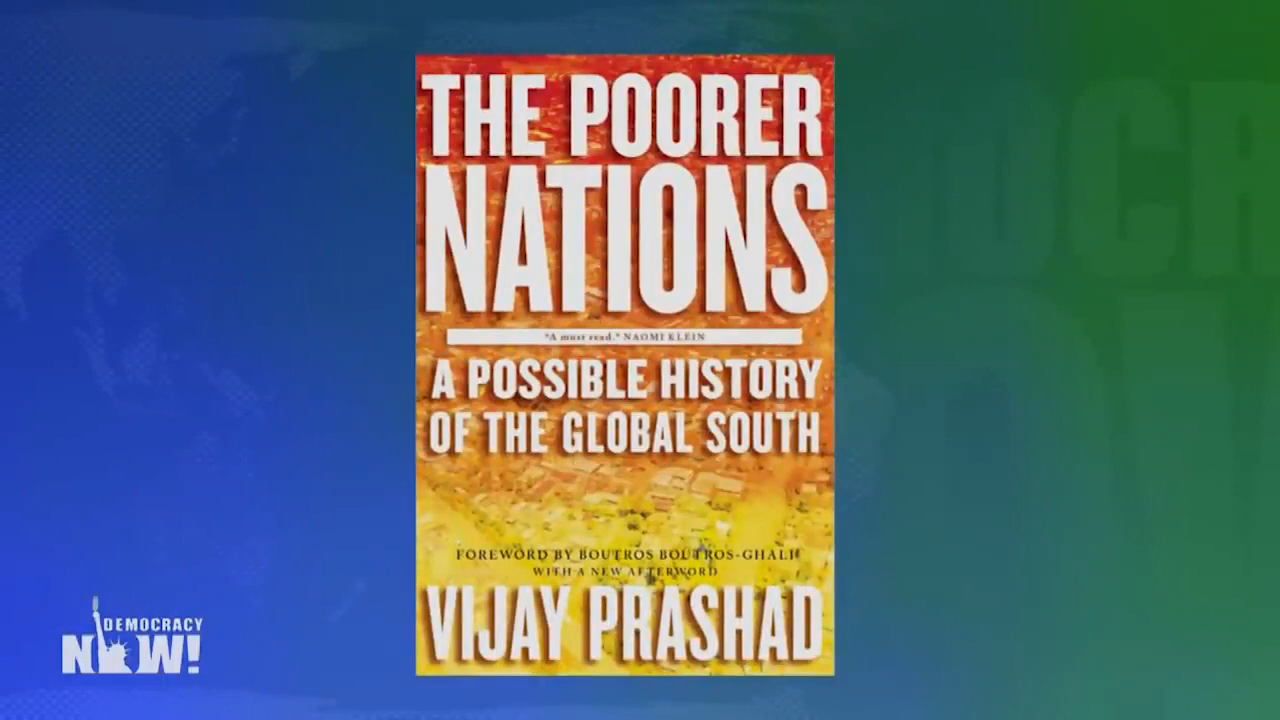 THE POORER
NATIONS
"A must read." NAOMI KLEIN
A POSSIBLE HISTORY
OF THE GLOBAL SOUTH
FOREWORD BY BOUTROS BOUTROS-GHALI
WITH A NEW AFTERWORD
VIJAY PRASHAD
DEMOCRACY
NOW!